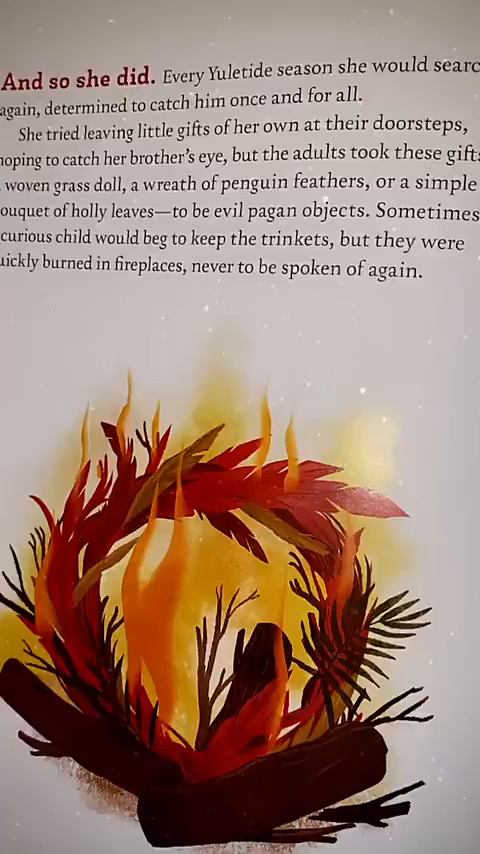 And so she did. Every Yuletide season she would searc
again, determined to catch him once and for all.
She tried leaving little gifts of her own at their doorsteps,
hoping to catch her brother's eye, but the adults took these gifts
woven grass doll, a wreath of penguin feathers, or a simple
ouquet of holly leaves—to be evil pagan objects. Sometimes
curious child would beg to keep the trinkets, but they were
uickly burned in fireplaces, never to be spoken of again.